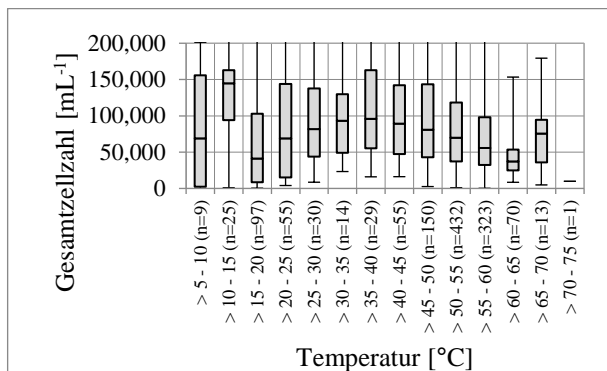 Gesamtzellzahl [mL-1]
200,000
150,000
100,000
50,000
0
> 5 - 10 (n=9)
> 10 - 15 (n=25)
> 15 - 20 (n=97)
> 20 - 25 (n=55)
> 25 - 30 (n=30)
> 30 - 35 (n=14)
> 35 - 40 (n=29)
> 40 - 45 (n=55)
> 45 - 50 (n=150)
> 50 - 55 (n=432)
> 55 - 60 (n=323)
> 60 - 65 (n=70)
> 65 - 70 (n=13)
> 70 - 75 (n=1)
Temperatur [°C]